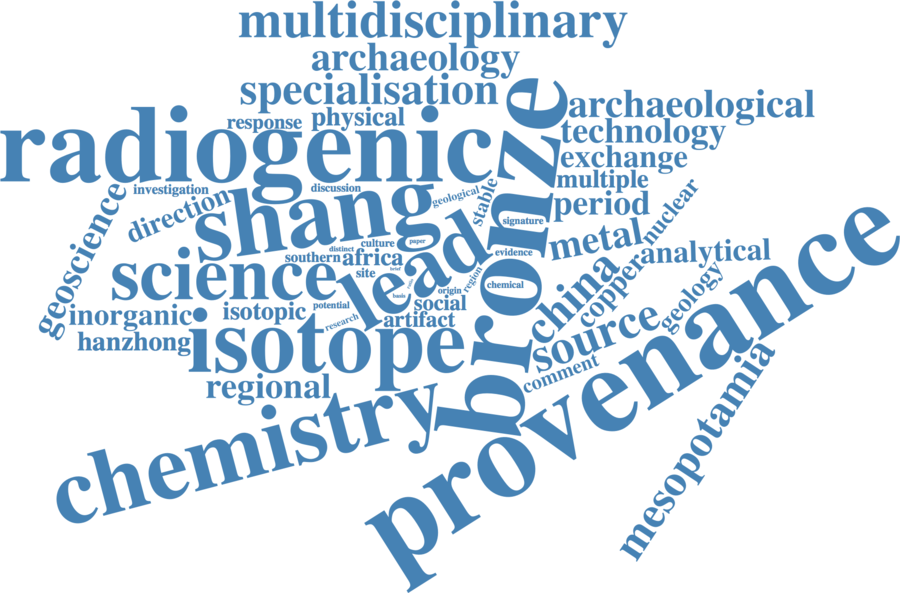 multidisciplinary
archaeology
specialisation
bronze
archaeological
radiogenic
response
physical
technology
exchange
investigation
discussion
multiple
geoscience
direction
shang
geological
stable
period
nuclear
signature
provenance
culture
paper
distinct
metal
analytical
southern
africa
lead
evidence
science
site
brief
region
chemical
china
copper
geology
basis
origin
inorganic
isotopic
potential
social
research
artifact
source
hanzhong
isotope
comment
regional
chemistry
mesopotamia